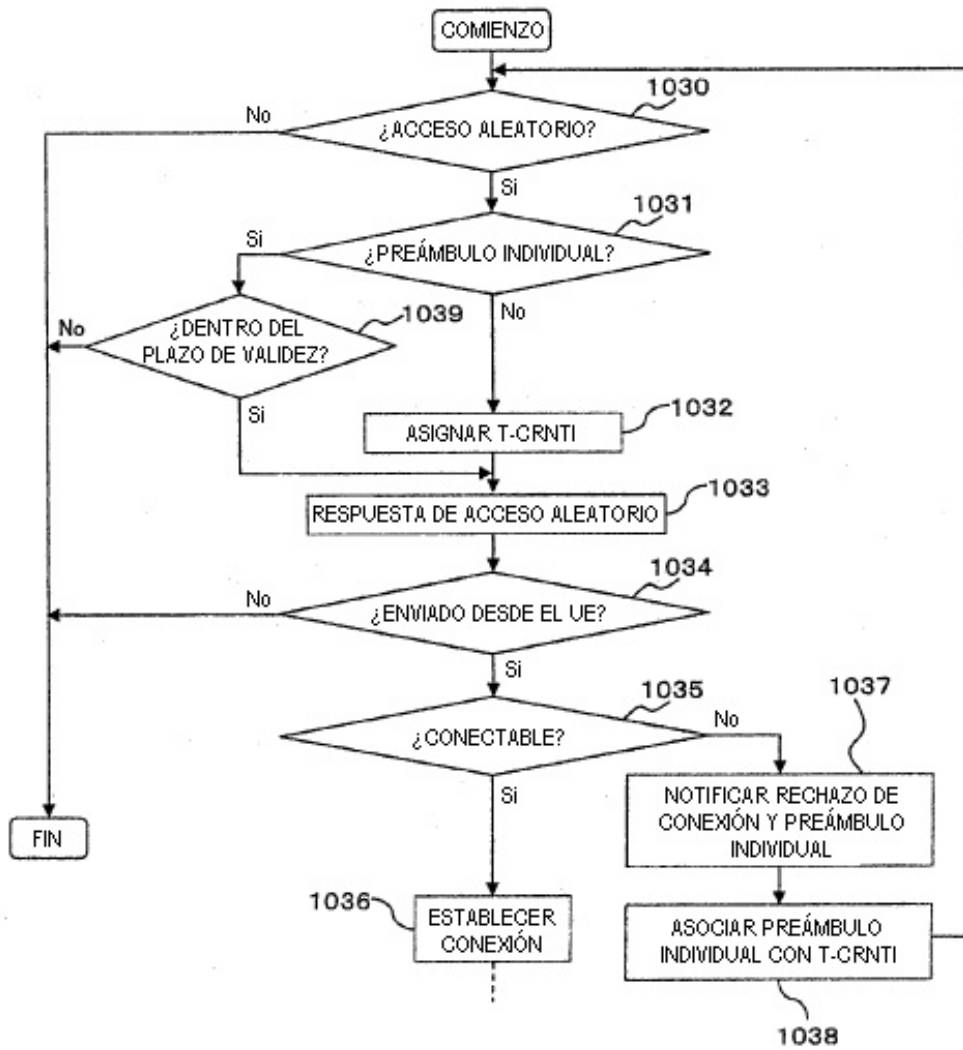 COMIENZO
1030
No
¿ACCESO ALEATORIO?
Si
1031
Si
¿PREÁMBULO INDIVIDUAL?
No
1039
No
¿DENTRO DEL
PLAZO DE VALIDEZ?
Si
1032
ASIGNAR T-CRNTI
1033
RESPUESTA DE ACCESO ALEATORIO
1034
No
¿ENVIADO DESDE EL UE?
Si
1035
No
¿CONECTABLE?
Si
1037
NOTIFICAR RECHAZO DE
CONEXIÓN Y PREÁMBULO
INDIVIDUAL
FIN
1036
ESTABLECER
CONEXIÓN
ASOCIAR PREÁMBULO
INDIVIDUAL CON T-CRNTI
1038